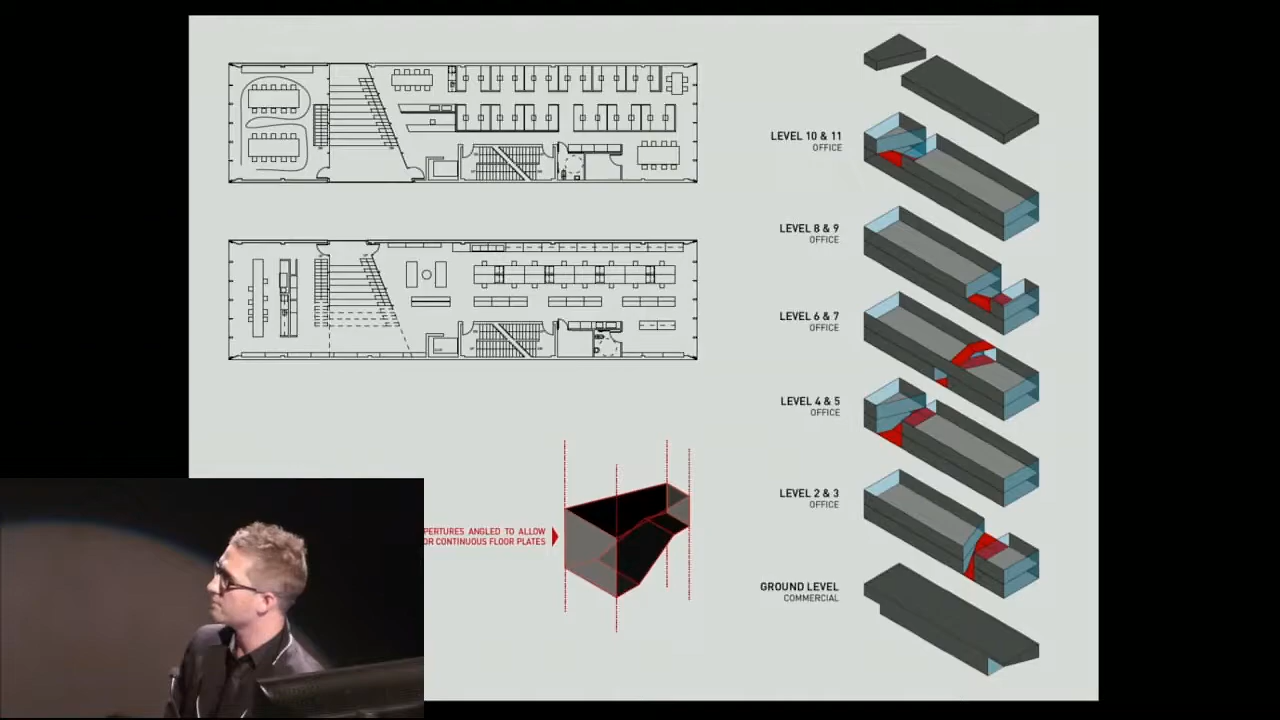 LEVEL 10 & 11
OFFICE
LEVEL 8 & 9
OFFICE
LEVEL 6 & 7
OFFICE
LEVEL 4 & 5
OFFICE
LEVEL 2 & 3
OFFICE
GROUND LEVEL
COMMERCIAL
PERTURES ANGLED TO ALLOW
OR CONTINUOUS FLOOR PLATES